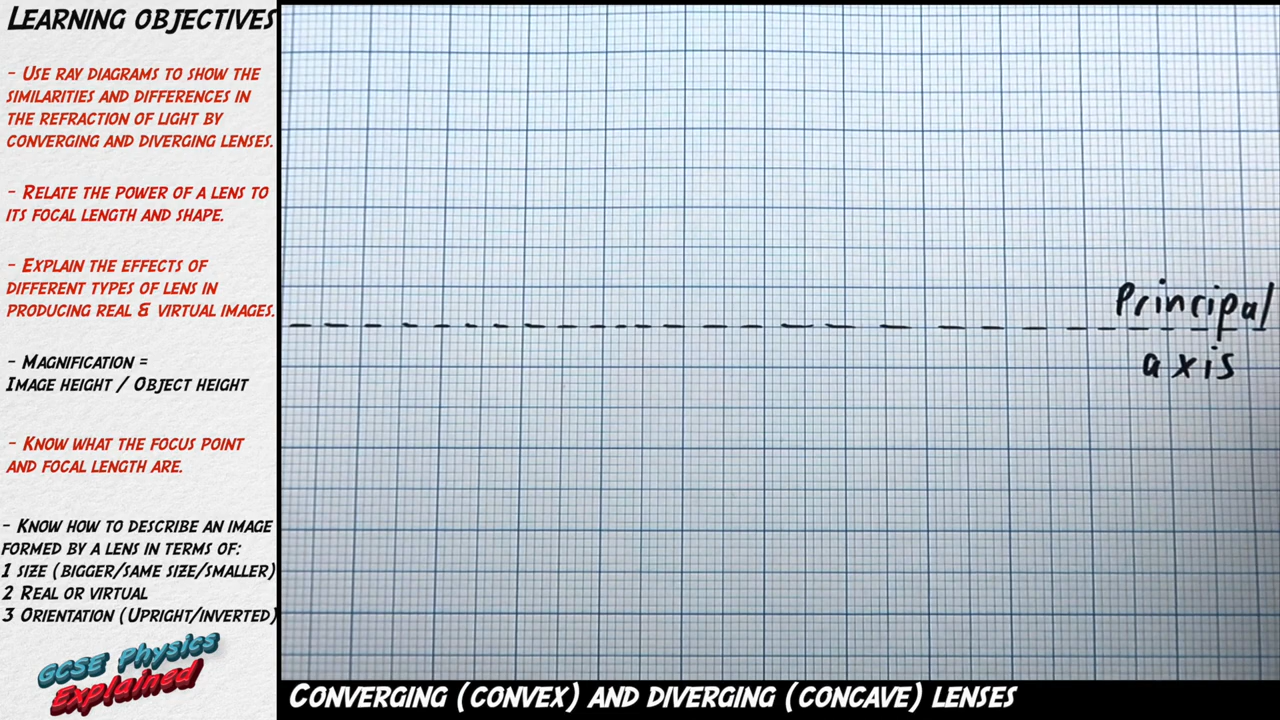 LEARNING OBJECTIVES
- USE RAY DIAGRAMS TO SHOW THE
SIMILARITIES AND DIFFERENCES IN
THE REFRACTION OF LIGHT BY
CONVERGING AND DIVERGING LENSES.
- RELATE THE POWER OF A LENS TO
ITS FOCAL LENGTH AND SHAPE.
- EXPLAIN THE EFFECTS OF
DIFFERENT TYPES OF LENS IN
PRODUCING REAL & VIRTUAL IMAGES.
- MAGNIFICATION =
IMAGE HEIGHT / OBJECT HEIGHT
- KNOW WHAT THE FOCUS POINT
AND FOCAL LENGTH ARE.
- KNOW HOW TO DESCRIBE AN IMAGE
FORMED BY A LENS IN TERMS OF:
1 SIZE (BIGGER/SAME SIZE/SMALLER)
2 REAL OR VIRTUAL
3 ORIENTATION (UPRIGHT/INVERTED)
GCSE Physics
Explained
Principal
axis
CONVERGING (CONVEX) AND DIVERGING (CONCAVE) LENSES